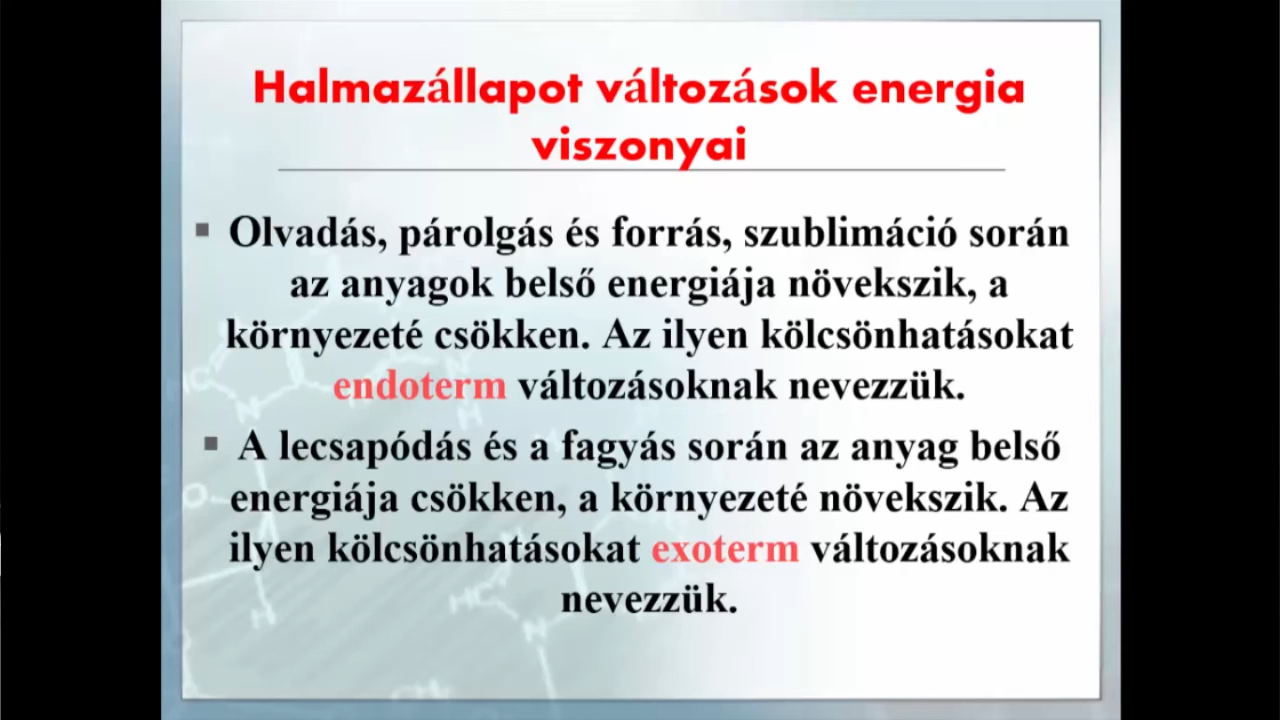 Halmazállapot változások energia
viszonyai
▪ Olvadás, párolgás és forrás, szublimáció során
az anyagok belső energiája növekszik, a
környezeté csökken. Az ilyen kölcsönhatásokat
endoterm változásoknak nevezzük.
▪ A lecsapódás és a fagyás során az anyag belső
energiája csökken, a környezeté növekszik. Az
ilyen kölcsönhatásokat exoterm változásoknak
nevezzük.